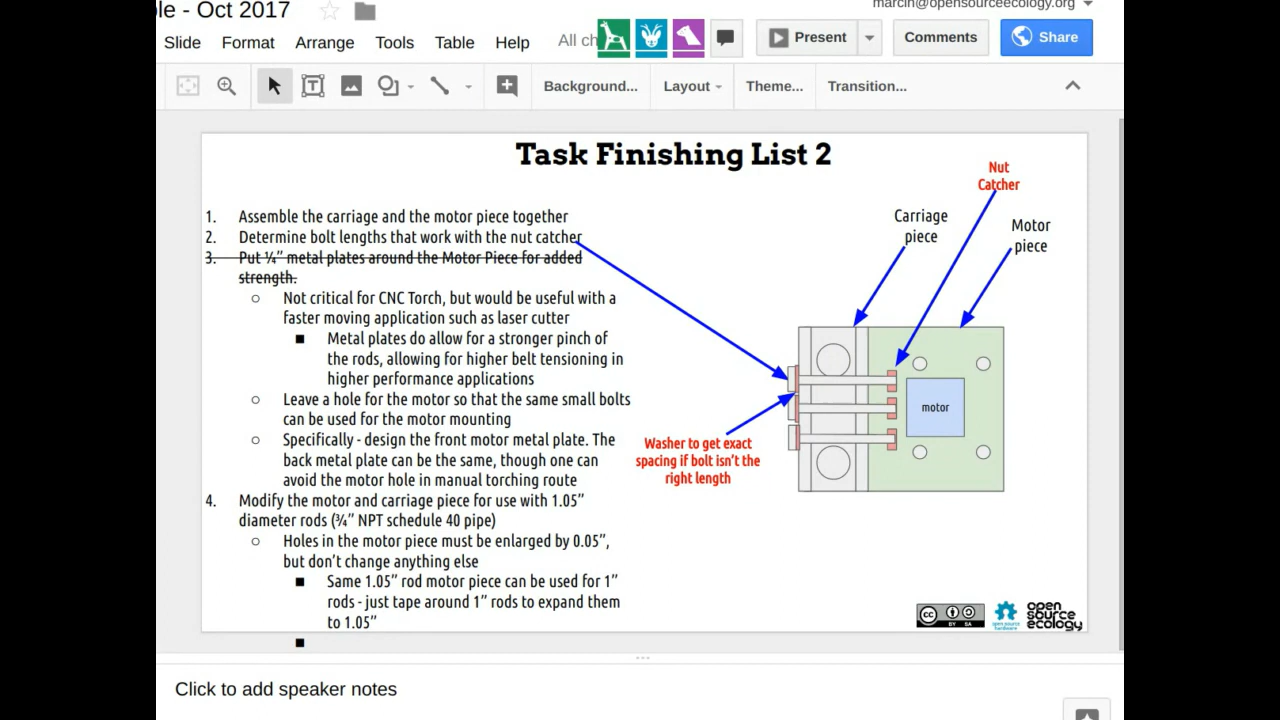 ole - Oct 2017
marcin@opensourceecology.org
Slide Format Arrange Tools Table Help All ch
Present
Comments
Share
Background... Layout Theme... Transition...
Task Finishing List 2
1. Assemble the carriage and the motor piece together
2. Determine bolt lengths that work with the nut catcher
3. Put ¼” metal plates around the Motor Piece for added
strength.
○ Not critical for CNC Torch, but would be useful with a
faster moving application such as laser cutter
■ Metal plates do allow for a stronger pinch of
the rods, allowing for higher belt tensioning in
higher performance applications
○ Leave a hole for the motor so that the same small bolts
can be used for the motor mounting
○ Specifically - design the front motor metal plate. The
back metal plate can be the same, though one can
avoid the motor hole in manual torching route
4. Modify the motor and carriage piece for use with 1.05”
diameter rods (¾” NPT schedule 40 pipe)
○ Holes in the motor piece must be enlarged by 0.05”,
but don’t change anything else
■ Same 1.05” rod motor piece can be used for 1”
rods - just tape around 1” rods to expand them
to 1.05”
■
Nut
Catcher
Carriage
piece
Motor
piece
motor
Washer to get exact
spacing if bolt isn’t the
right length
cc BY SA
open source hardware
open
source
ecology
Click to add speaker notes